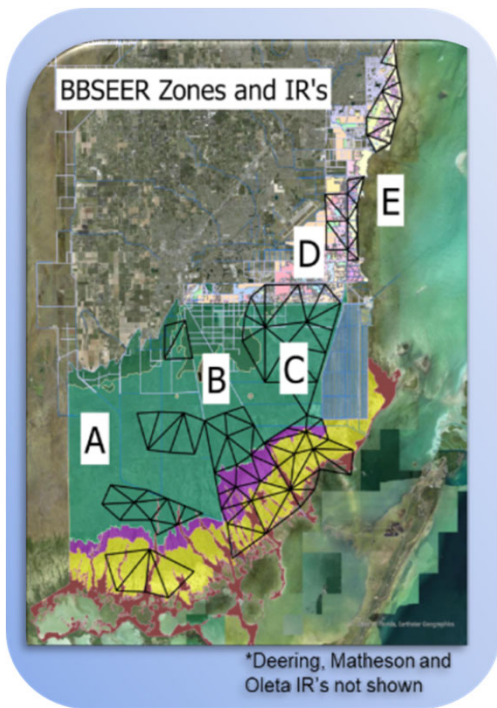 BBSEER Zones and IR's
E
D
B
C
A
*Deering, Matheson and
Oleta IR's not shown